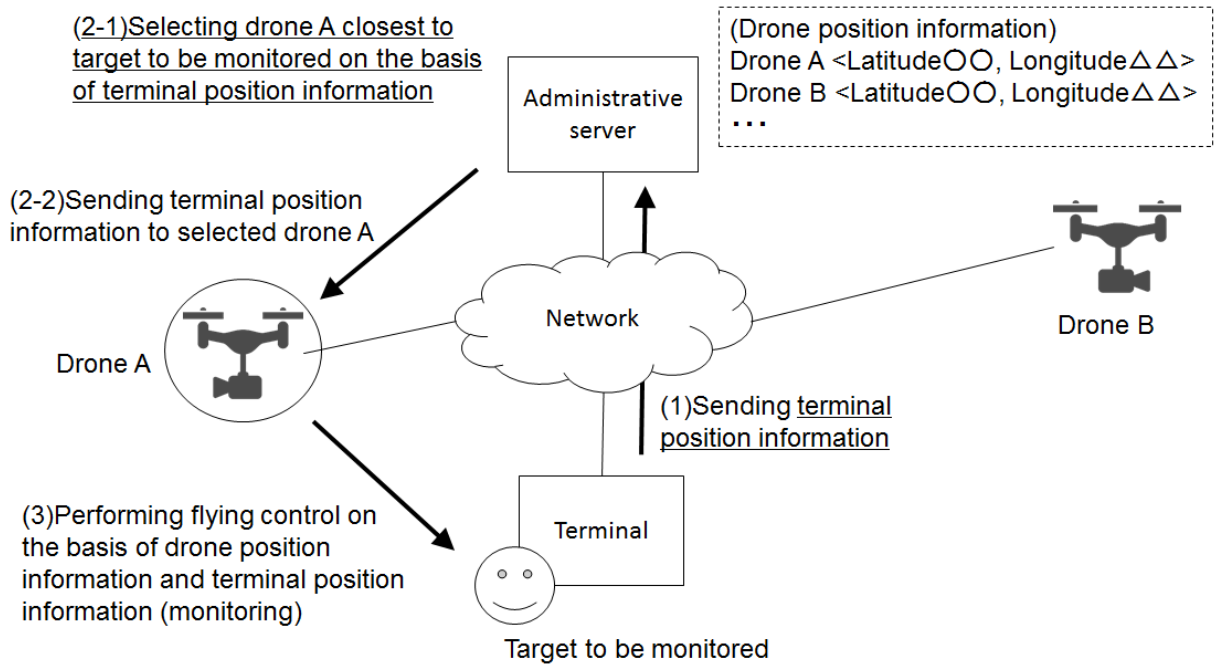 (2-1)Selecting drone A closest to
target to be monitored on the basis
of terminal position information
(Drone position information)
Drone A <Latitude○○, Longitude△△>
Drone B <Latitude○○, Longitude△△>
・・・
Administrative
server
(2-2)Sending terminal position
information to selected drone A
Network
Drone B
Drone A
(1)Sending terminal
position information
(3)Performing flying control on
the basis of drone position
information and terminal position
information (monitoring)
Terminal
Target to be monitored